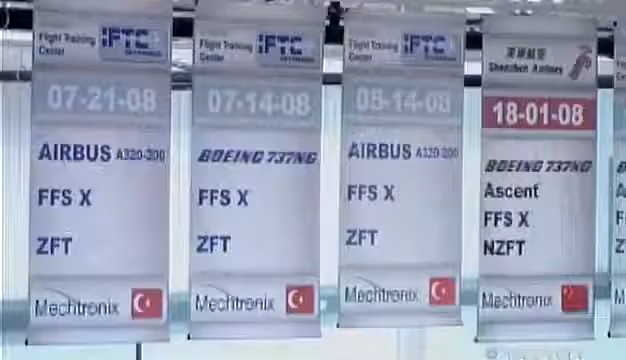 Flight Training
Center
IFTC
07-21-08
AIRBUS A320-200
FFS X
ZFT
Mechtronix
Flight Training
Center
IFTC
07-14-08
BOEING 737NG
FFS X
ZFT
Mechtronix
Flight Training
Center
IFTC
05-14-08
AIRBUS A320-200
FFS X
ZFT
Mechtronix
Shenzhen Airlines
18-01-08
BOEING 737NG
Ascent
FFS X
NZFT
Mechtronix